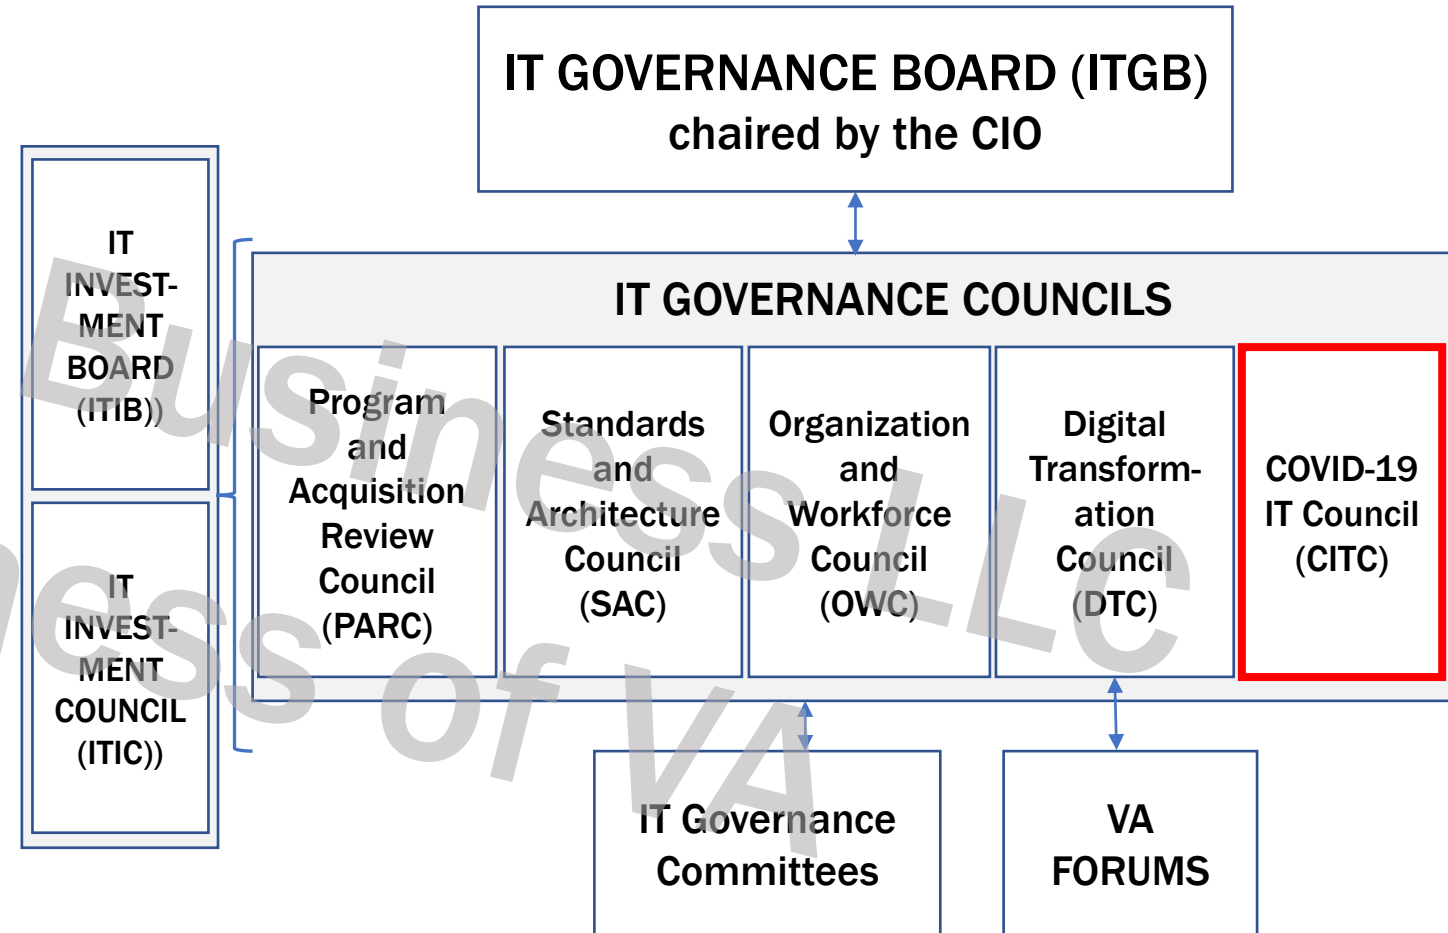 IT GOVERNANCE BOARD (ITGB)
chaired by the CIO
IT
INVEST-
MENT
BOARD
(ITIB))
IT
INVEST-
MENT
COUNCIL
(ITIC))
IT GOVERNANCE COUNCILS
Program
and
Acquisition
Review
Council
(PARC)
Standards
and
Architecture
Council
(SAC)
Organization
and
Workforce
Council
(OWC)
Digital
Transform-
ation
Council
(DTC)
COVID-19
IT Council
(CITC)
IT Governance
Committees
VA
FORUMS
Business LLC
ness of VA